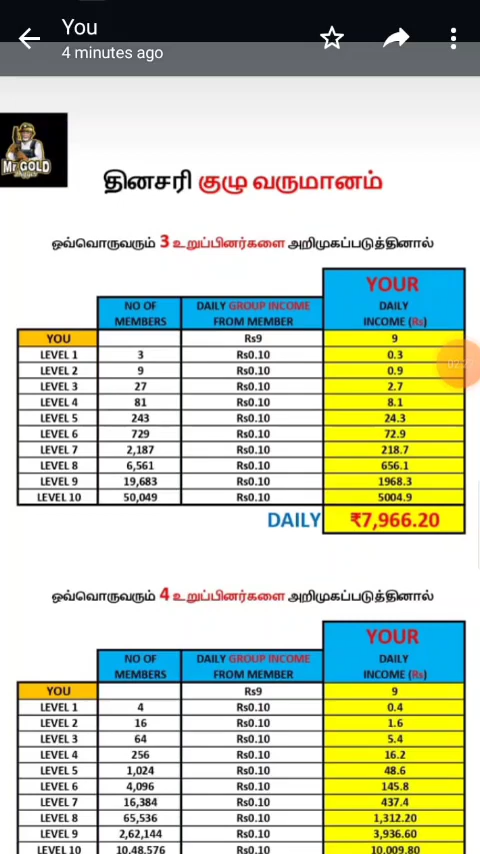 You
4 minutes ago
Mr GOLD
தினசரி குழு வருமானம்
ஒவ்வொருவரும் 3 உறுப்பினர்களை அறிமுகப்படுத்தினால்
YOUR
NO OF MEMBERS DAILY GROUP INCOME FROM MEMBER DAILY INCOME (Rs)
YOU Rs9 9
LEVEL 1 3 Rs0.10 0.3
LEVEL 2 9 Rs0.10 0.9
LEVEL 3 27 Rs0.10 2.7
LEVEL 4 81 Rs0.10 8.1
LEVEL 5 243 Rs0.10 24.3
LEVEL 6 729 Rs0.10 72.9
LEVEL 7 2,187 Rs0.10 218.7
LEVEL 8 6,561 Rs0.10 656.1
LEVEL 9 19,683 Rs0.10 1968.3
LEVEL 10 50,049 Rs0.10 5004.9
DAILY ₹7,966.20
ஒவ்வொருவரும் 4 உறுப்பினர்களை அறிமுகப்படுத்தினால்
YOUR
NO OF MEMBERS DAILY GROUP INCOME FROM MEMBER DAILY INCOME (Rs)
YOU Rs9 9
LEVEL 1 4 Rs0.10 0.4
LEVEL 2 16 Rs0.10 1.6
LEVEL 3 64 Rs0.10 5.4
LEVEL 4 256 Rs0.10 16.2
LEVEL 5 1,024 Rs0.10 48.6
LEVEL 6 4,096 Rs0.10 145.8
LEVEL 7 16,384 Rs0.10 437.4
LEVEL 8 65,536 Rs0.10 1,312.20
LEVEL 9 2,62,144 Rs0.10 3,936.60
LEVEL 10 10,48,576 Rs0.10 10,009.80